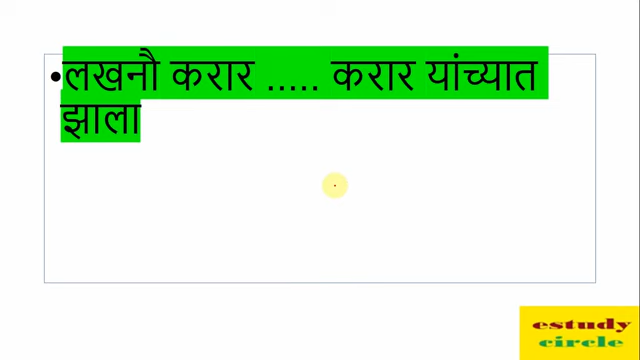 •लखनौ करार ..... करार यांच्यात
झाला
estudy
circle